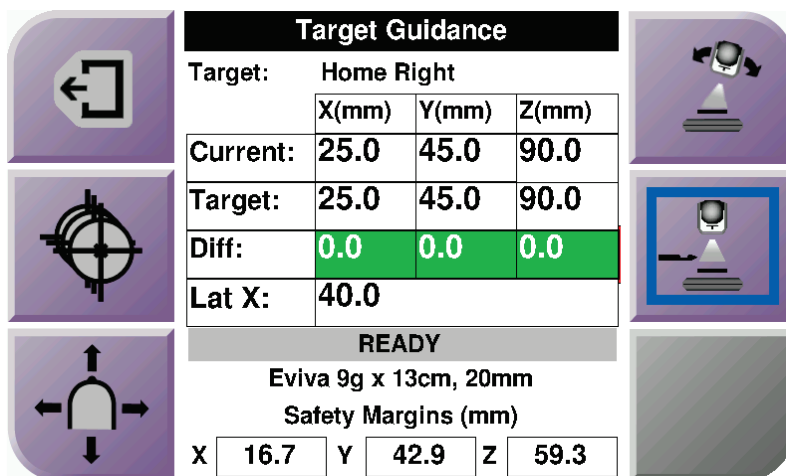 Target Guidance
Target: Home Right
X(mm) Y(mm) Z(mm)
Current: 25.0 45.0 90.0
Target: 25.0 45.0 90.0
Diff: 0.0 0.0 0.0
Lat X: 40.0
READY
Eviva 9g x 13cm, 20mm
Safety Margins (mm)
X 16.7 Y 42.9 Z 59.3